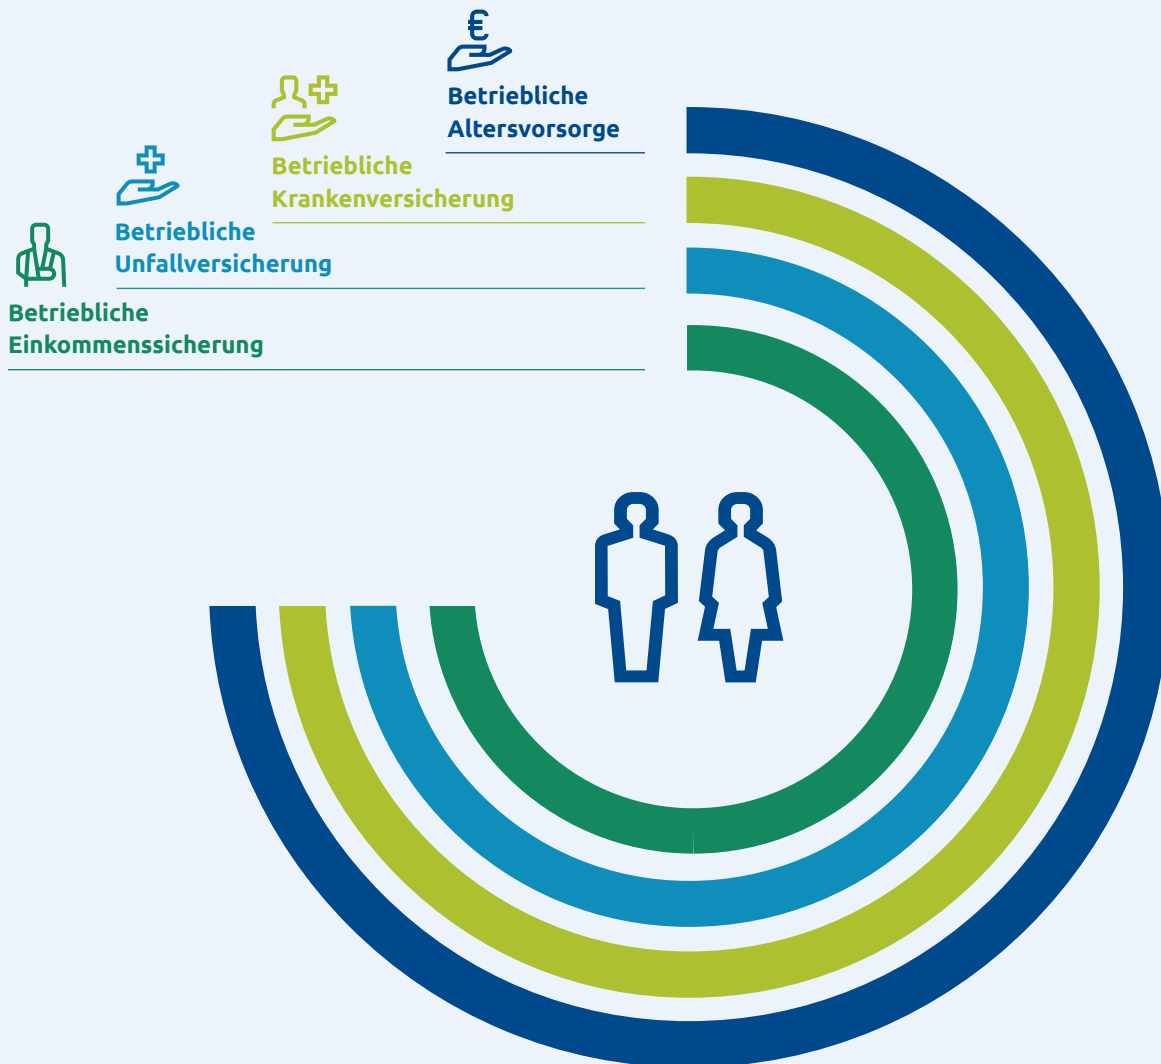 €
Betriebliche
Altersvorsorge
Betriebliche
Krankenversicherung
Betriebliche
Unfallversicherung
Betriebliche
Einkommenssicherung